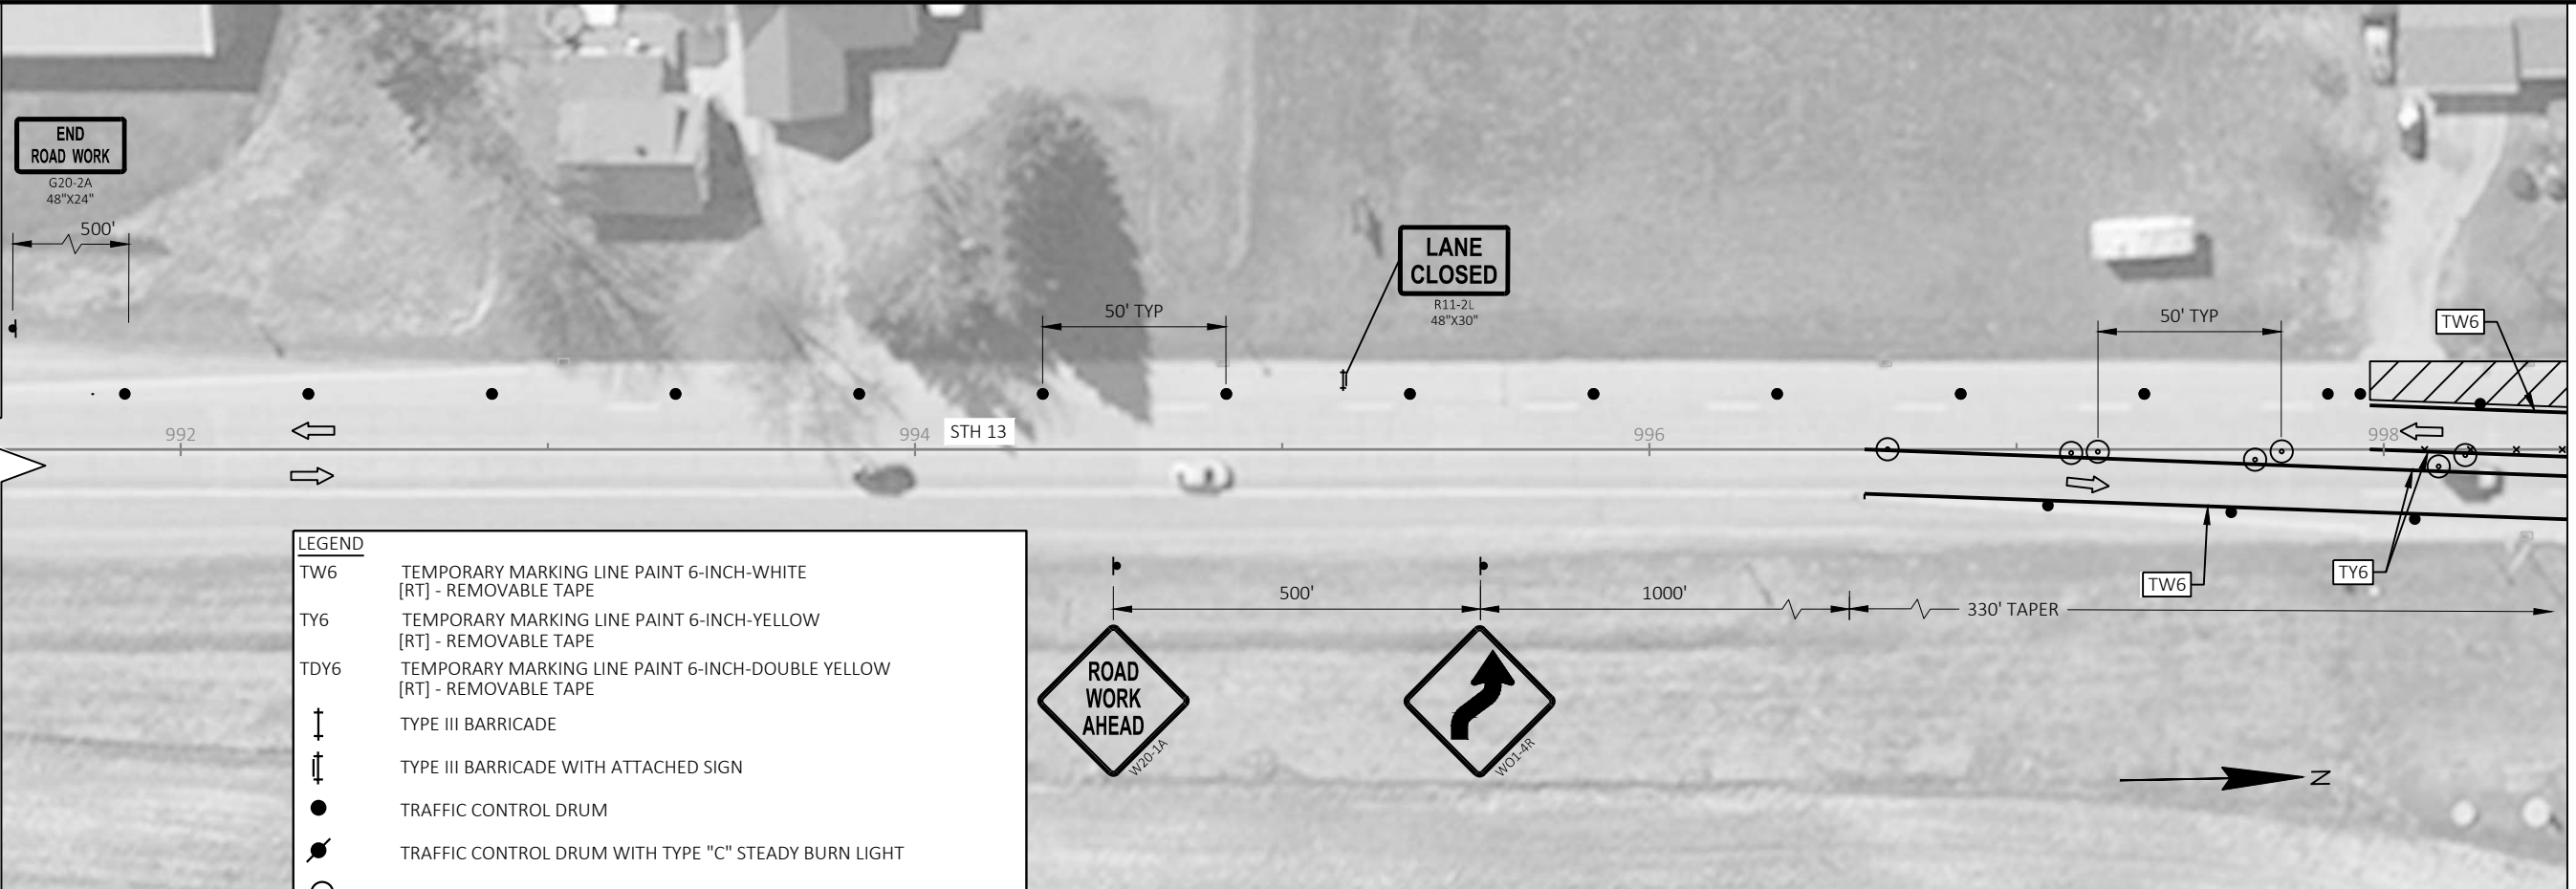 END
ROAD WORK
G20-2A
48"X24"
500'
LANE
CLOSED
R11-2L
48"X30"
50' TYP
50' TYP
TW6
992
994
STH 13
996
998
TW6
TY6
500'
1000'
330' TAPER
ROAD
WORK
AHEAD
W20-1A
WO1-4R
N
LEGEND
TW6 TEMPORARY MARKING LINE PAINT 6-INCH-WHITE
[RT] - REMOVABLE TAPE
TY6 TEMPORARY MARKING LINE PAINT 6-INCH-YELLOW
[RT] - REMOVABLE TAPE
TDY6 TEMPORARY MARKING LINE PAINT 6-INCH-DOUBLE YELLOW
[RT] - REMOVABLE TAPE
TYPE III BARRICADE
TYPE III BARRICADE WITH ATTACHED SIGN
TRAFFIC CONTROL DRUM
TRAFFIC CONTROL DRUM WITH TYPE "C" STEADY BURN LIGHT